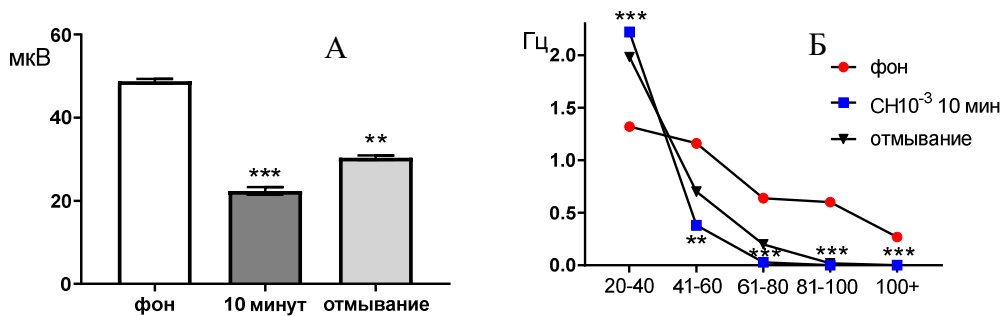 А
мкВ
60
40
20
0
***
**
фон
10 минут
отмывание
Б
Гц
2.0
1.5
1.0
0.5
0.0
***
**
***
***
***
20-40
41-60
61-80
81-100
100+
фон
СН10-3 10 мин
отмывание